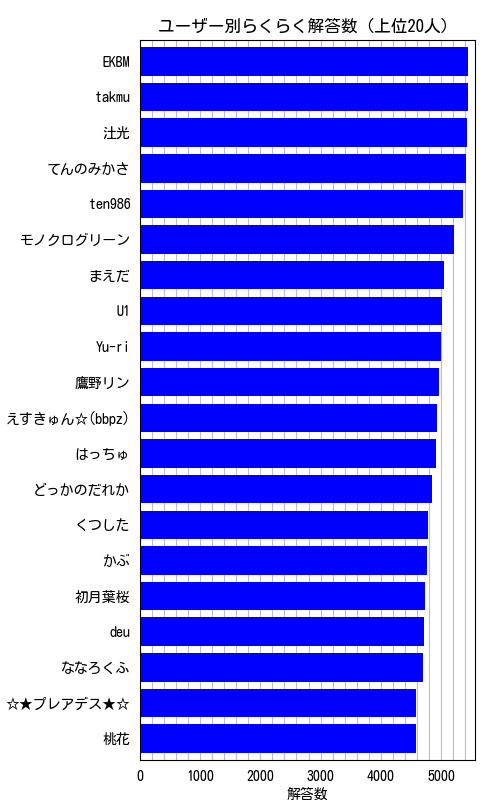 ユーザー別らくらく解答数（上位20人）
EKBM
takmu
汢光
てんのみかさ
ten986
モノクログリーン
まえだ
U1
Yu-ri
鷹野リン
えすきゅん☆(bbpz)
はっちゅ
どっかのだれか
くつした
かぶ
初月葉桜
deu
ななろくふ
☆★プレアデス★☆
桃花
0 1000 2000 3000 4000 5000
解答数